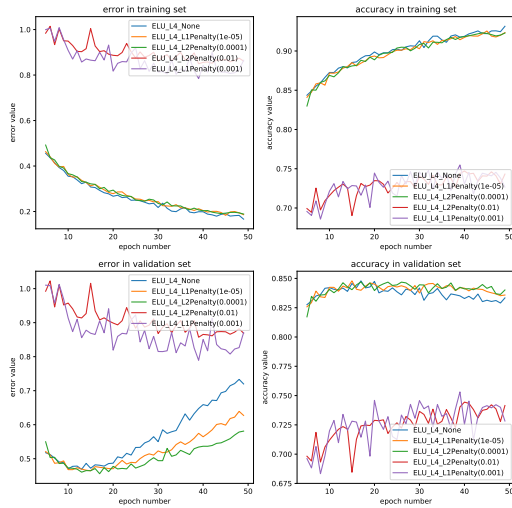 error in training set
error value
1.0
0.8
0.6
0.4
0.2
ELU_L4_None
ELU_L4_L1Penalty(1e-05)
ELU_L4_L2Penalty(0.0001)
ELU_L4_L2Penalty(0.01)
ELU_L4_L1Penalty(0.001)
10 20 30 40 50
epoch number
accuracy in training set
accuracy value
0.90
0.85
0.80
0.75
0.70
ELU_L4_None
ELU_L4_L1Penalty(1e-05)
ELU_L4_L2Penalty(0.0001)
ELU_L4_L2Penalty(0.01)
ELU_L4_L1Penalty(0.001)
10 20 30 40 50
epoch number
error in validation set
error value
1.0
0.9
0.8
0.7
0.6
0.5
ELU_L4_None
ELU_L4_L1Penalty(1e-05)
ELU_L4_L2Penalty(0.0001)
ELU_L4_L2Penalty(0.01)
ELU_L4_L1Penalty(0.001)
10 20 30 40 50
epoch number
accuracy in validation set
accuracy value
0.850
0.825
0.800
0.775
0.750
0.725
0.700
0.675
ELU_L4_None
ELU_L4_L1Penalty(1e-05)
ELU_L4_L2Penalty(0.0001)
ELU_L4_L2Penalty(0.01)
ELU_L4_L1Penalty(0.001)
10 20 30 40 50
epoch number